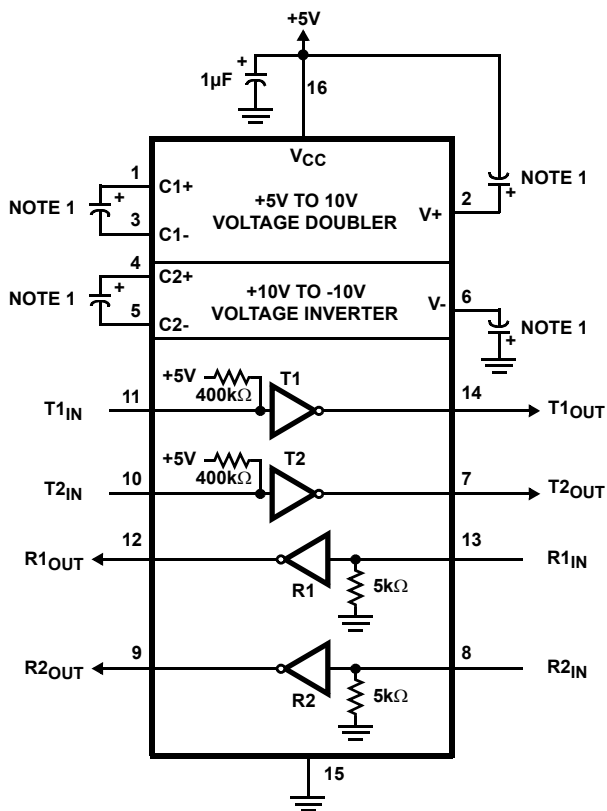 +5V
1µF
+
16
VCC
1
C1+
NOTE 1
+
3
C1-
+5V TO 10V
VOLTAGE DOUBLER
2
V+
NOTE 1
+
4
C2+
NOTE 1
+
5
C2-
+10V TO -10V
VOLTAGE INVERTER
V-
6
NOTE 1
+
+5V
400kΩ
T1
T1IN
11
14
T1OUT
+5V
400kΩ
T2
T2IN
10
7
T2OUT
R1OUT
12
13
R1IN
R1
5kΩ
R2OUT
9
8
R2IN
R2
5kΩ
15